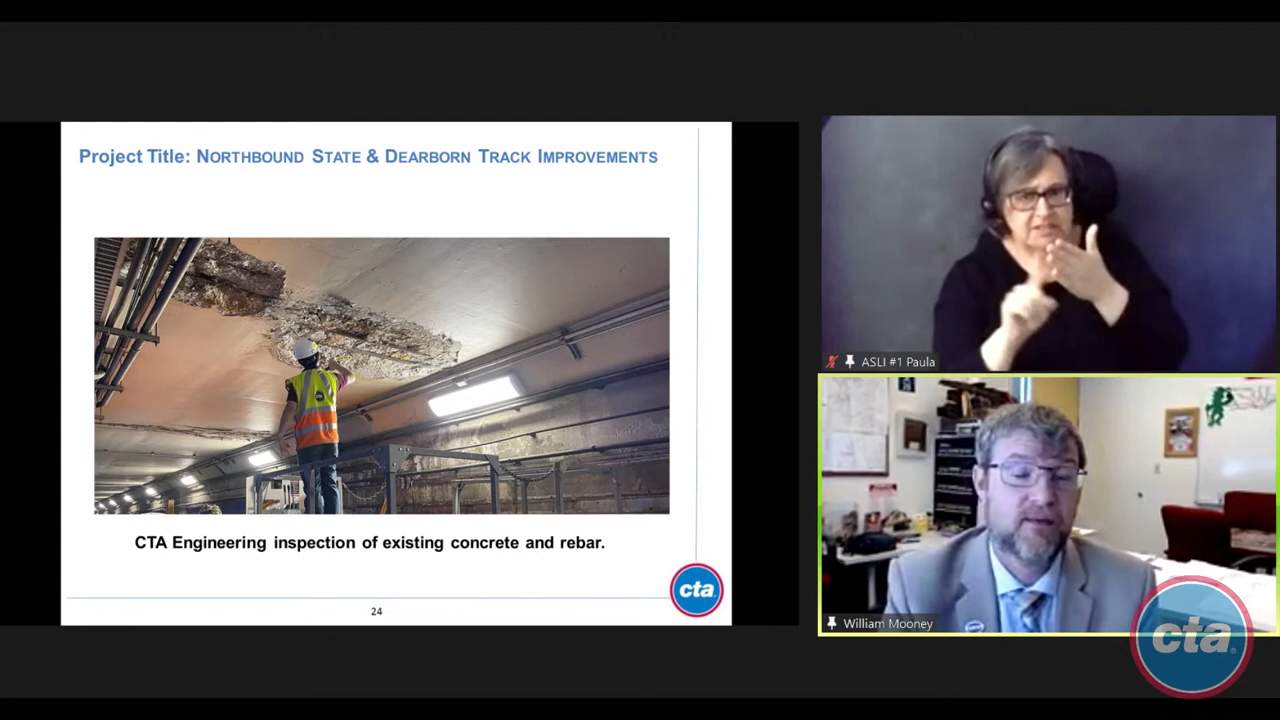 Project Title: NORTHBOUND STATE & DEARBORN TRACK IMPROVEMENTS
CTA Engineering inspection of existing concrete and rebar.
cta
24
ASLI #1 Paula
William Mooney
cta